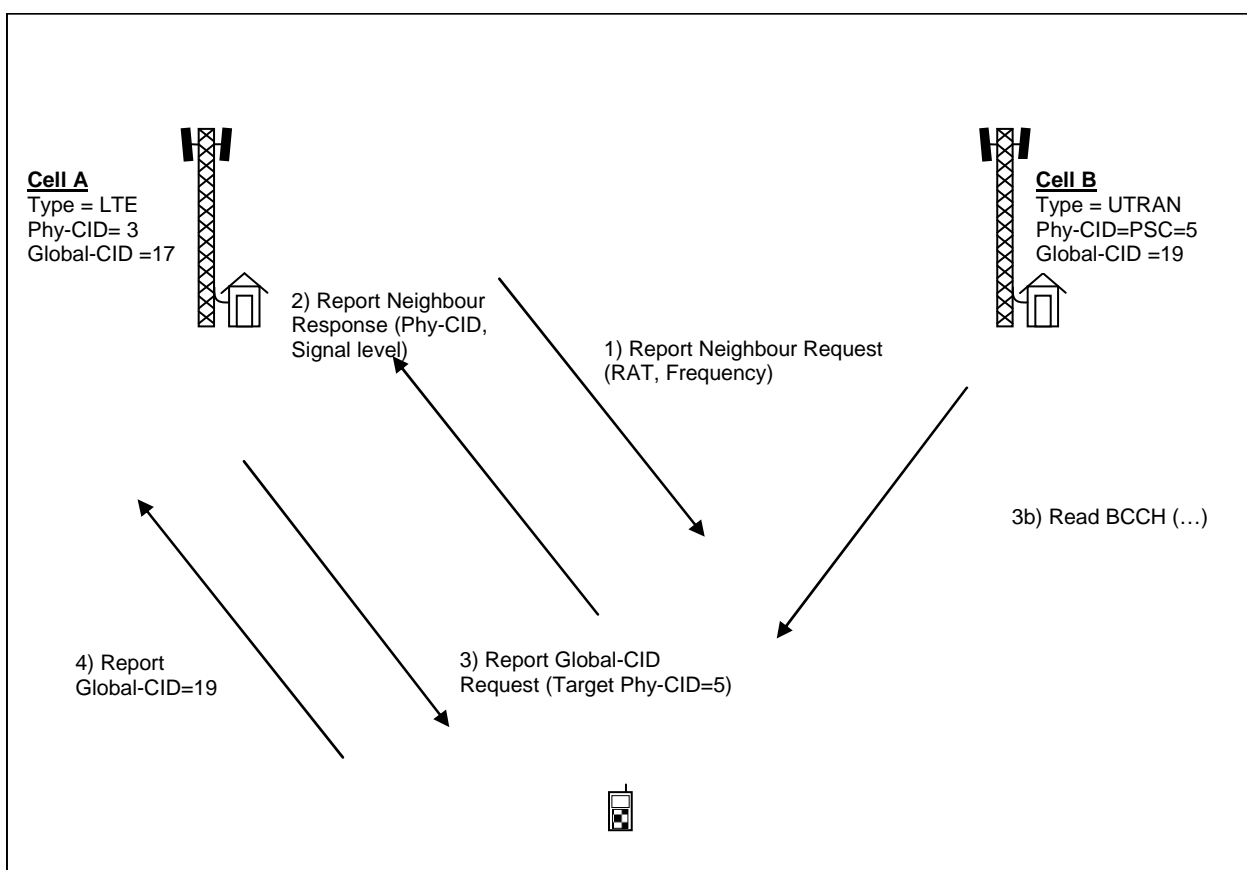 Cell A
Type = LTE
Phy-CID= 3
Global-CID =17
Cell B
Type = UTRAN
Phy-CID=PSC=5
Global-CID =19
2) Report Neighbour
Response (Phy-CID,
Signal level)
1) Report Neighbour Request
(RAT, Frequency)
3b) Read BCCH (…)
4) Report
Global-CID=19
3) Report Global-CID
Request (Target Phy-CID=5)